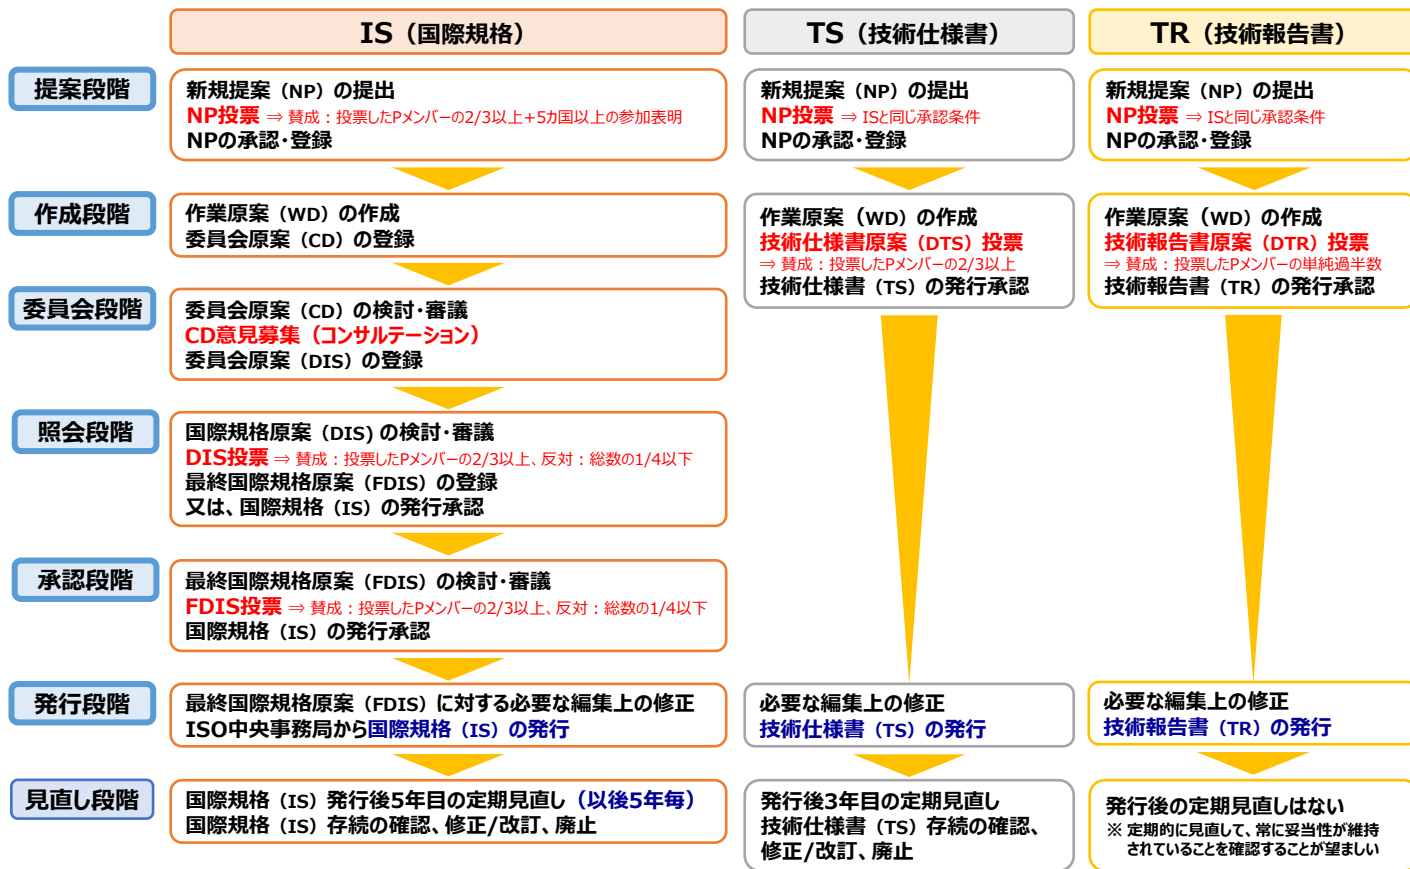 IS（国際規格）
TS（技術仕様書）
TR（技術報告書）
提案段階
新規提案（NP）の提出
NP投票 ⇒ 賛成：投票したPメンバーの2/3以上+5カ国以上の参加表明
NPの承認・登録
新規提案（NP）の提出
NP投票 ⇒ ISと同じ承認条件
NPの承認・登録
新規提案（NP）の提出
NP投票 ⇒ ISと同じ承認条件
NPの承認・登録
作成段階
作業原案（WD）の作成
委員会原案（CD）の登録
作業原案（WD）の作成
技術仕様書原案（DTS）投票
⇒ 賛成：投票したPメンバーの2/3以上
技術仕様書（TS）の発行承認
作業原案（WD）の作成
技術報告書原案（DTR）投票
⇒ 賛成：投票したPメンバーの単純過半数
技術報告書（TR）の発行承認
委員会段階
委員会原案（CD）の検討・審議
CD意見募集（コンサルテーション）
委員会原案（DIS）の登録
照会段階
国際規格原案（DIS) の検討・審議
DIS投票 ⇒ 賛成：投票したPメンバーの2/3以上、反対：総数の1/4以下
最終国際規格原案（FDIS）の登録
又は、国際規格（IS）の発行承認
承認段階
最終国際規格原案（FDIS）の検討・審議
FDIS投票 ⇒ 賛成：投票したPメンバーの2/3以上、反対：総数の1/4以下
国際規格（IS）の発行承認
発行段階
最終国際規格原案（FDIS）に対する必要な編集上の修正
ISO中央事務局から国際規格（IS）の発行
必要な編集上の修正
技術仕様書（TS）の発行
必要な編集上の修正
技術報告書（TR）の発行
見直し段階
国際規格（IS）発行後5年目の定期見直し（以後5年毎）
国際規格（IS）存続の確認、修正/改訂、廃止
発行後3年目の定期見直し
技術仕様書（TS）存続の確認、
修正/改訂、廃止
発行後の定期見直しはない
※ 定期的に見直して、常に妥当性が維持
されていることを確認することが望ましい